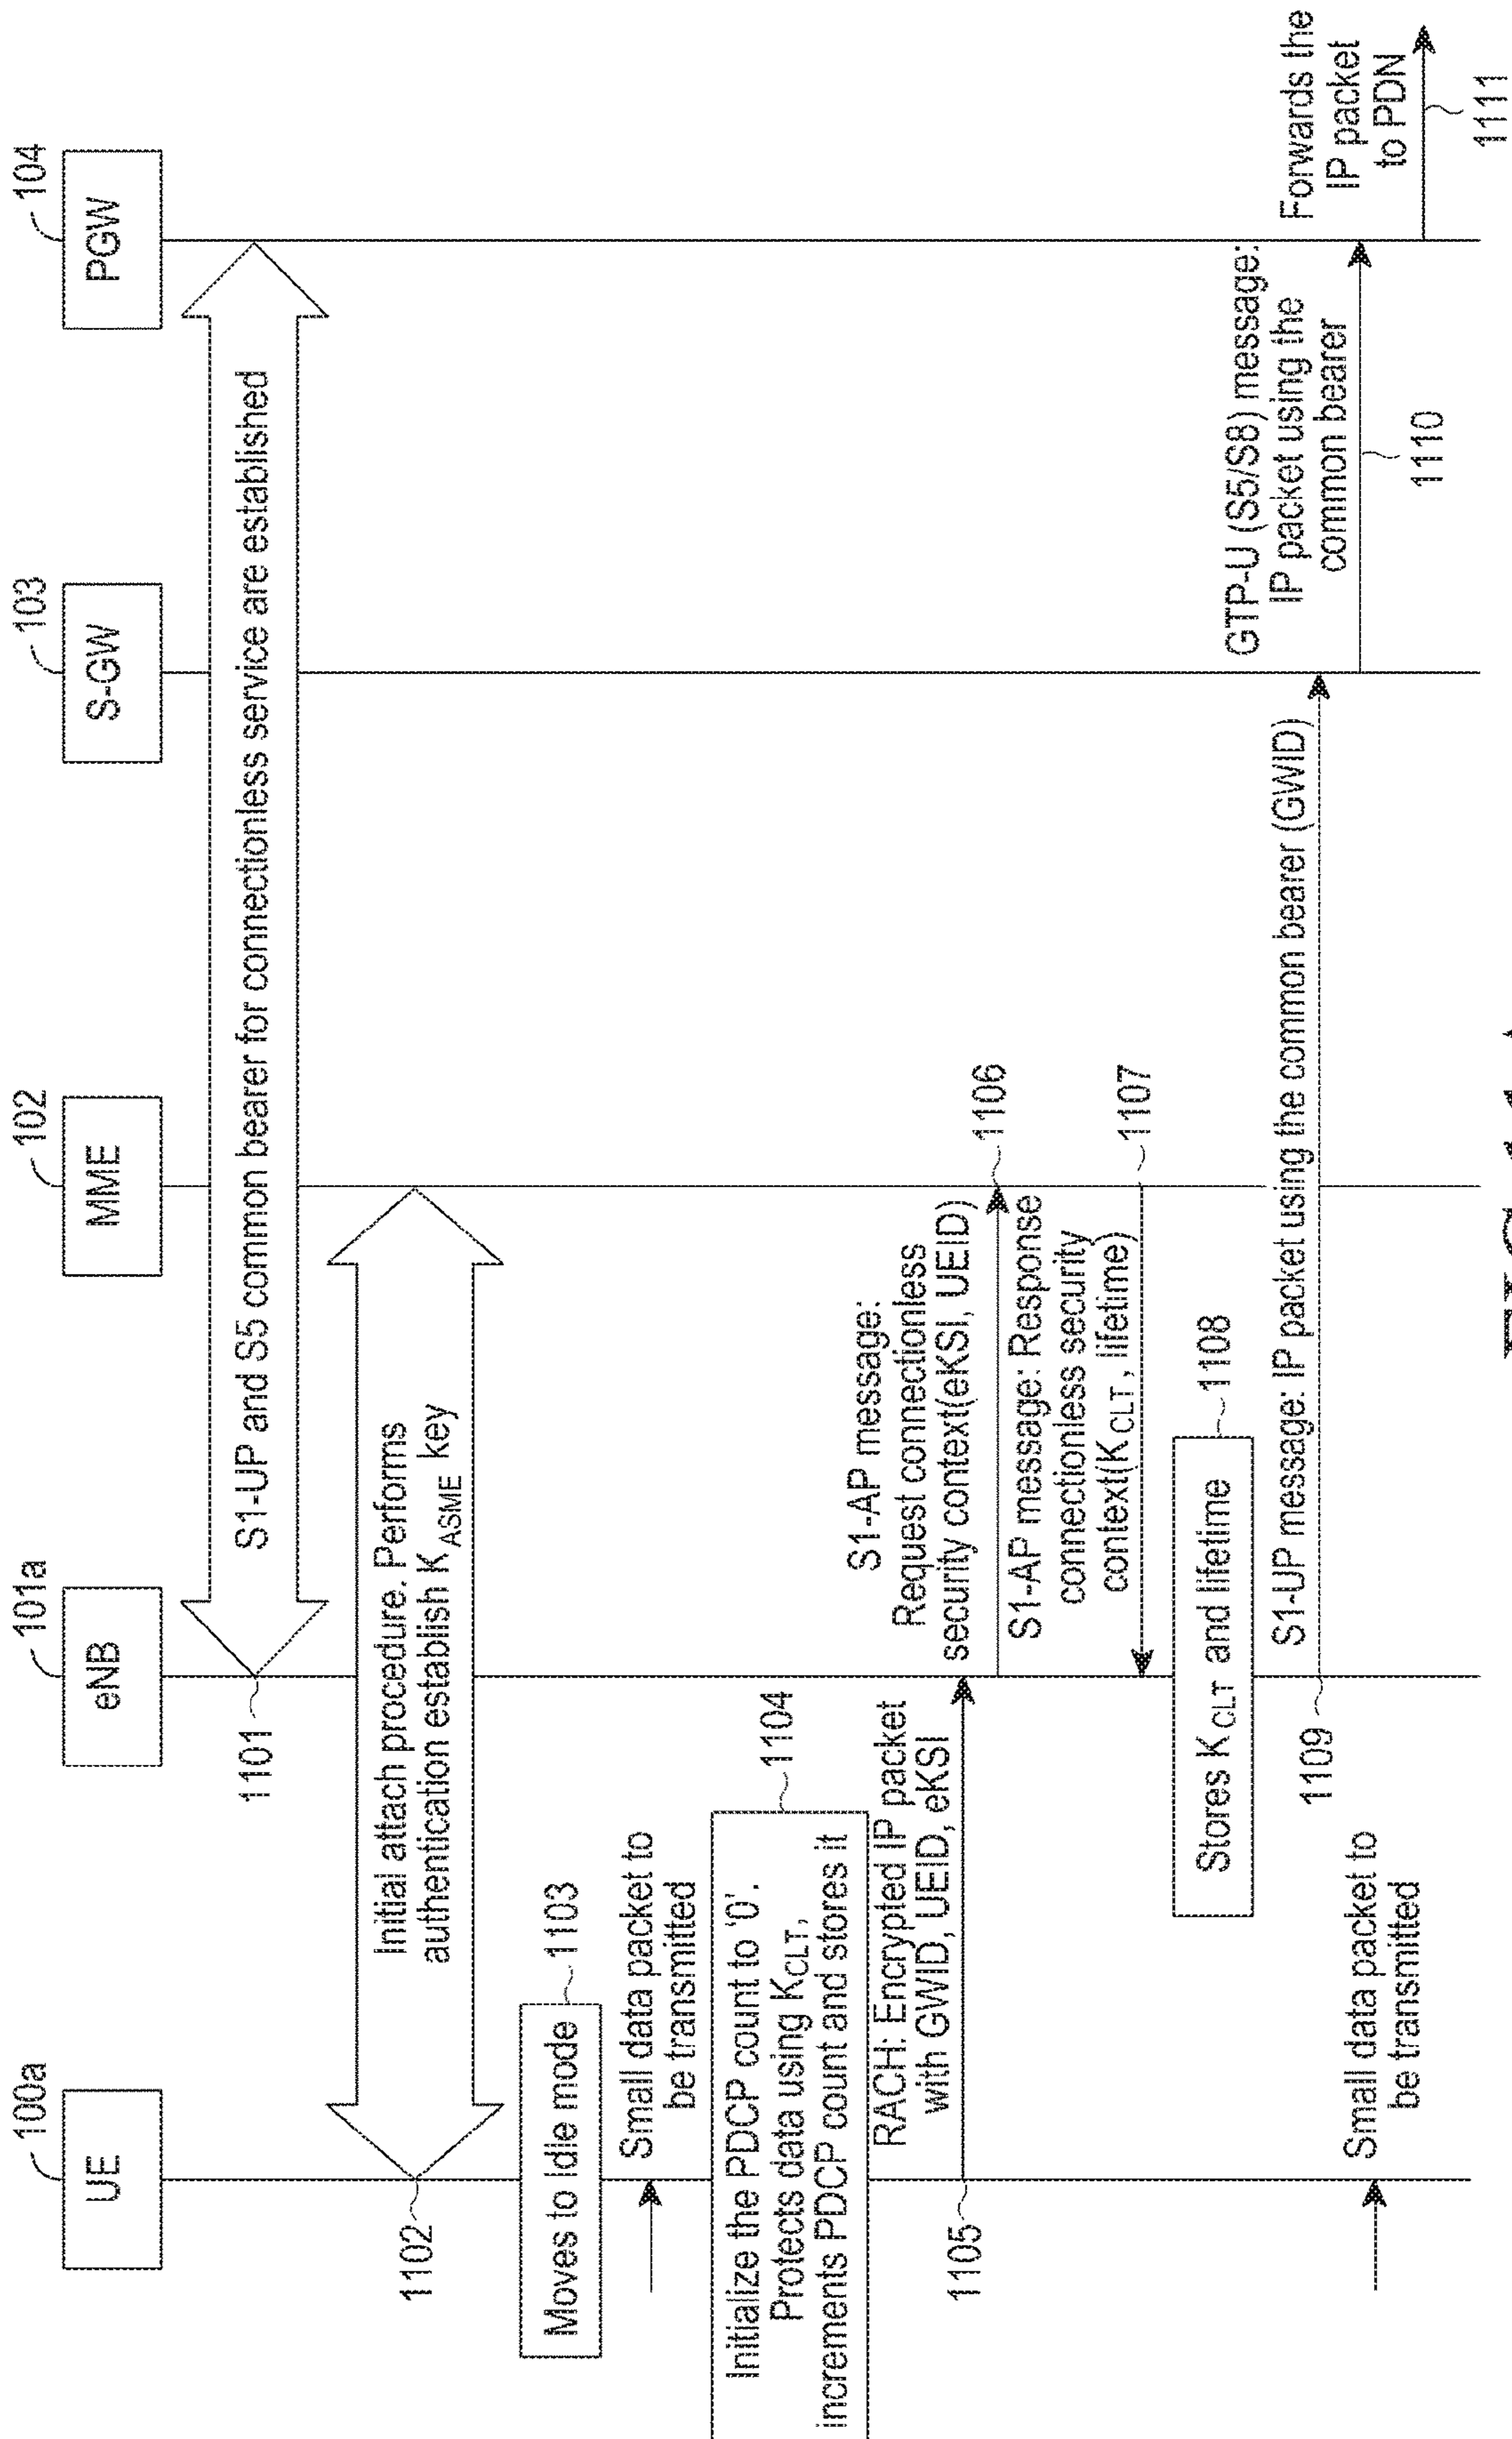 100a
UE
101a
eNB
102
MME
103
S-GW
104
PGW
1101
S1-UP and S5 common bearer for connectionless service are established
1102
Initial attach procedure. Performs
authentication establish K ASME key
Moves to Idle mode
1103
Small data packet to
be transmitted
1104
Initialize the PDCP count to '0'.
Protects data using KCLT,
increments PDCP count and stores it
RACH: Encrypted IP packet
with GWID, UEID, eKSI
1105
S1-AP message:
Request connectionless
security context(eKSI, UEID)
1106
S1-AP message: Response
connectionless security
context(K CLT, lifetime)
1107
Stores K CLT and lifetime
1108
S1-UP message: IP packet using the common bearer (GWID)
1109
GTP-U (S5/S8) message:
IP packet using the
common bearer
1110
Forwards the
IP packet
to PDN
1111
Small data packet to
be transmitted